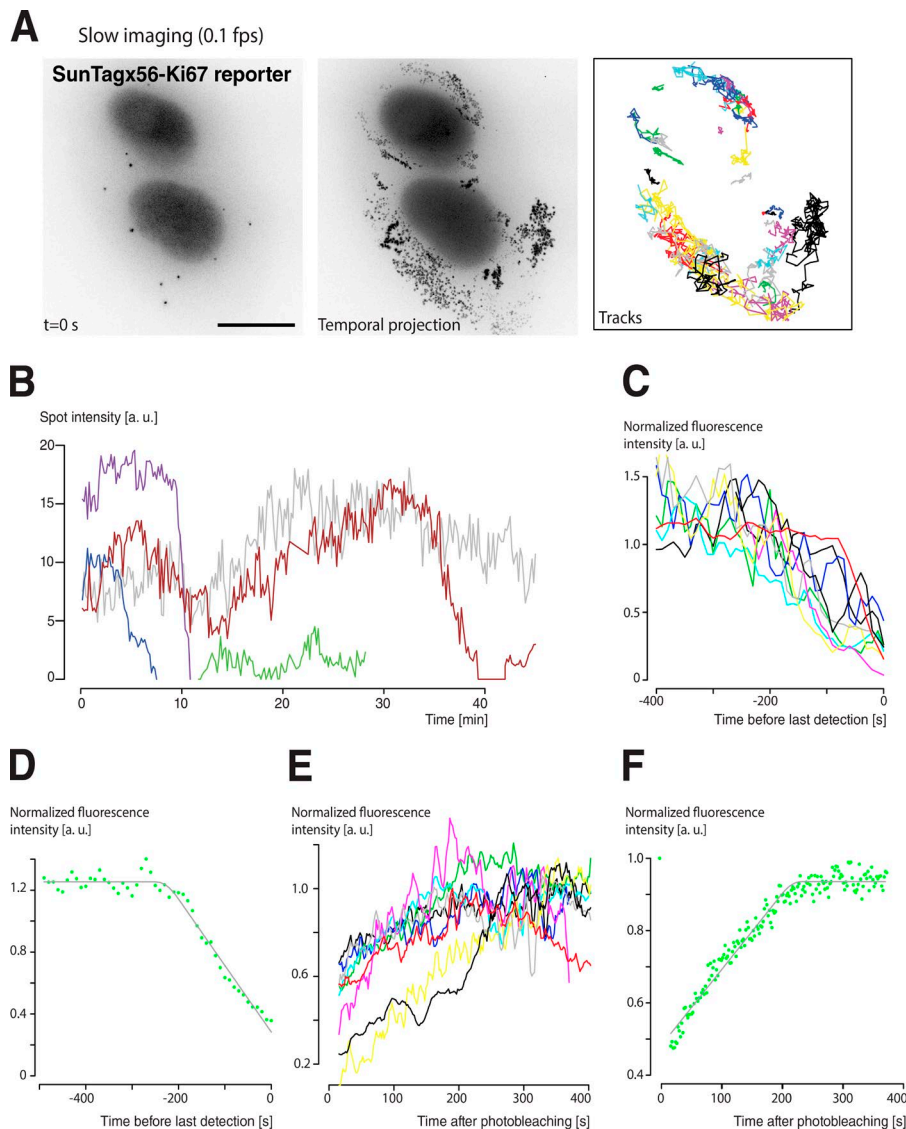 A
Slow imaging (0.1 fps)
SunTagx56-Ki67 reporter
t=0 s
Temporal projection
Tracks
B
Spot intensity [a. u.]
20
15
10
5
0
0
10
20
30
40
Time [min]
C
Normalized fluorescence
intensity [a. u.]
1.5
1.0
0.5
0
-400
-200
0
Time before last detection [s]
D
Normalized fluorescence
intensity [a. u.]
1.2
0.8
0.4
0
-400
-200
0
Time before last detection [s]
E
Normalized fluorescence
intensity [a. u.]
1.0
0.6
0.2
0
100
200
300
400
Time after photobleaching [s]
F
Normalized fluorescence
intensity [a. u.]
1.0
0.8
0.6
0.4
0
100
200
300
400
Time after photobleaching [s]